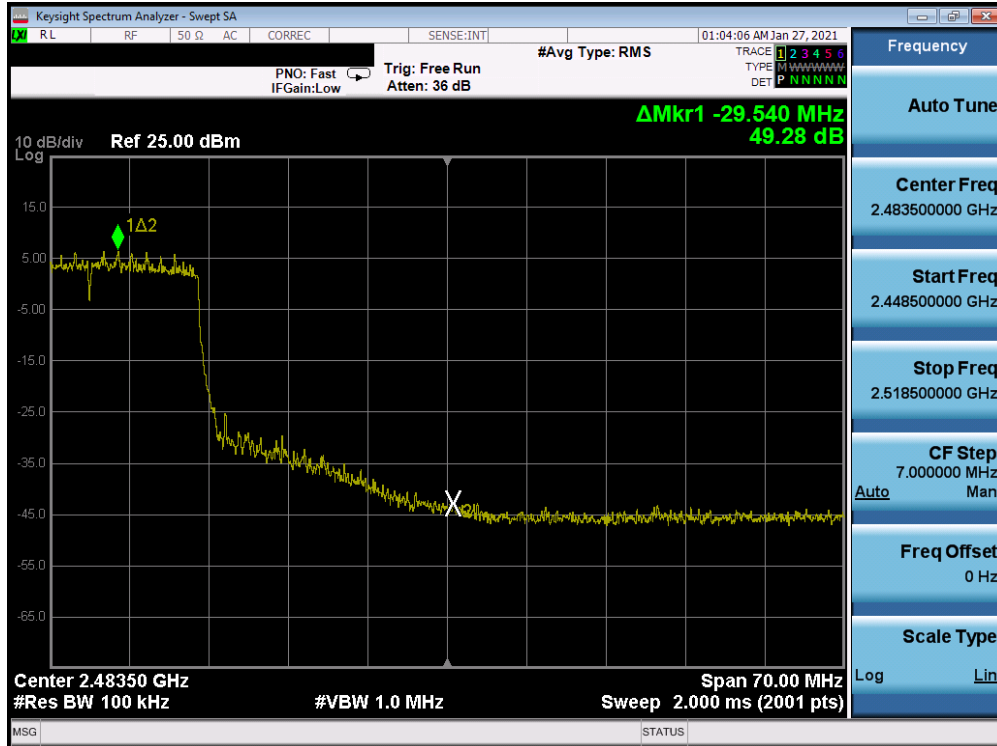 Keysight Spectrum Analyzer - Swept SA
LXI RL RF 50 Ω AC CORREC SENSE:INT 01:04:06 AM Jan 27, 2021
PNO: Fast
IFGain:Low
Trig: Free Run
Atten: 36 dB
#Avg Type: RMS
TRACE 1 2 3 4 5 6
TYPE M WWWWW
DET P N N N N N
ΔMkr1 -29.540 MHz
49.28 dB
10 dB/div
Log
Ref 25.00 dBm
15.0
5.00
-5.00
-15.0
-25.0
-35.0
-45.0
-55.0
-65.0
1Δ2
X2
Center 2.48350 GHz
Span 70.00 MHz
#Res BW 100 kHz
#VBW 1.0 MHz
Sweep 2.000 ms (2001 pts)
MSG
STATUS
Frequency
Auto Tune
Center Freq
2.483500000 GHz
Start Freq
2.448500000 GHz
Stop Freq
2.518500000 GHz
CF Step
7.000000 MHz
Auto Man
Freq Offset
0 Hz
Scale Type
Log Lin